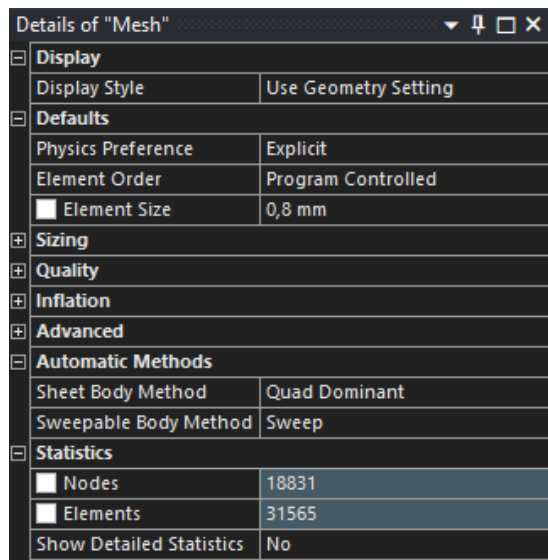 Details of "Mesh"
Display
Display Style Use Geometry Setting
Defaults
Physics Preference Explicit
Element Order Program Controlled
Element Size 0,8 mm
Sizing
Quality
Inflation
Advanced
Automatic Methods
Sheet Body Method Quad Dominant
Sweepable Body Method Sweep
Statistics
Nodes 18831
Elements 31565
Show Detailed Statistics No